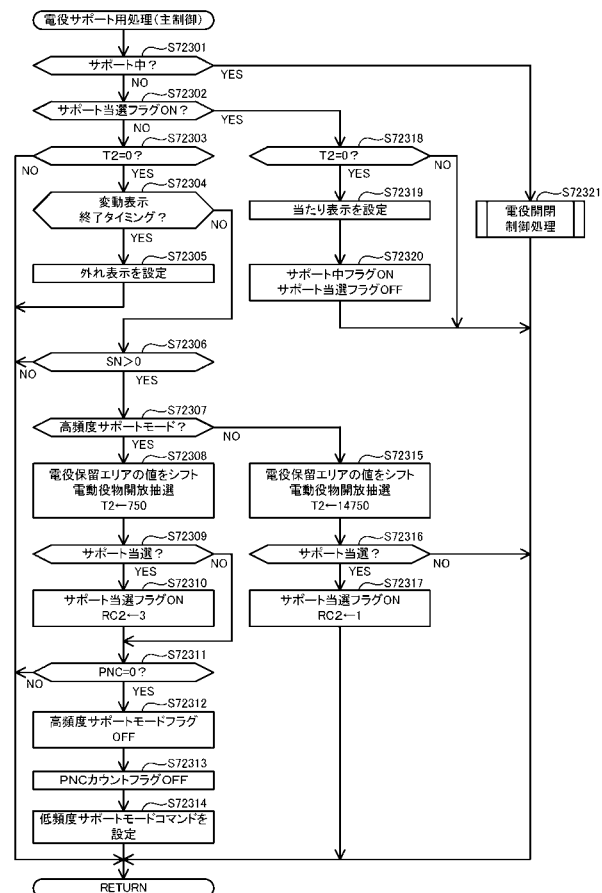 電役サポート用処理(主制御)
S72301
サポート中?
YES
NO
S72302
サポート当選フラグON?
YES
NO
S72303
T2=0?
NO
YES
S72304
変動表示
終了タイミング?
NO
YES
S72305
外れ表示を設定
S72318
T2=0?
NO
YES
S72319
当たり表示を設定
S72320
サポート中フラグON
サポート当選フラグOFF
S72321
電役開閉
制御処理
S72306
SN>0
NO
YES
S72307
高頻度サポートモード?
NO
YES
S72308
電役保留エリアの値をシフト
電動役物開放抽選
T2←750
S72309
サポート当選?
NO
YES
S72310
サポート当選フラグON
RC2←3
S72315
電役保留エリアの値をシフト
電動役物開放抽選
T2←14750
S72316
サポート当選?
NO
YES
S72317
サポート当選フラグON
RC2←1
S72311
PNC=0?
NO
YES
S72312
高頻度サポートモードフラグ
OFF
S72313
PNCカウントフラグOFF
S72314
低頻度サポートモードコマンドを
設定
RETURN